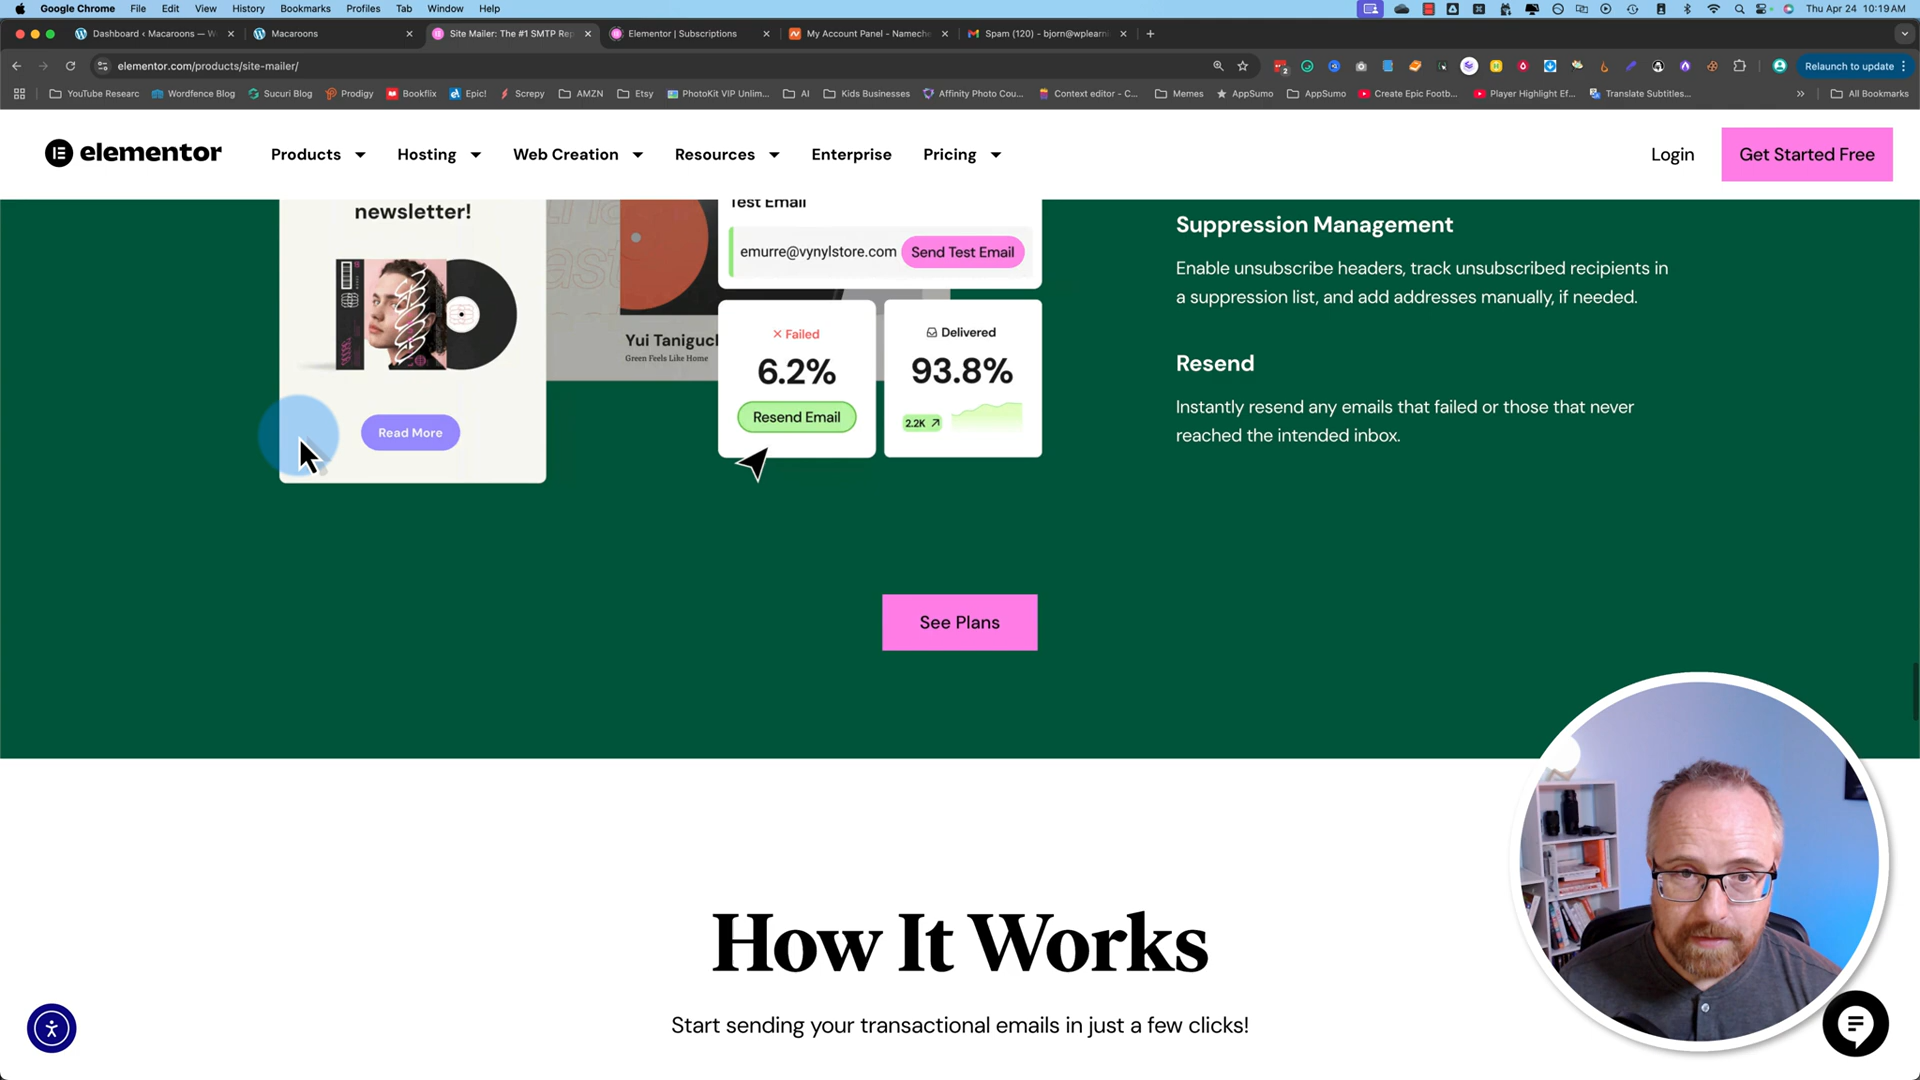 Google Chrome File Edit View History Bookmarks Profiles Tab Window Help
Thu Apr 24 10:19 AM
Dashboard ‹ Macaroons — W
Macaroons
Site Mailer: The #1 SMTP Rep
Elementor | Subscriptions
My Account Panel - Namech
Spam (120) - bjorn@wplearn
elementor.com/products/site-mailer/
2
Relaunch to update
YouTube Researc
Wordfence Blog
Sucuri Blog
Prodigy
Bookflix
Epic!
Screpy
AMZN
Etsy
PhotoKit VIP Unlim...
AI
Kids Businesses
Affinity Photo Cou...
Context editor - C...
Memes
AppSumo
AppSumo
Create Epic Footb...
Player Highlight Ef...
Translate Subtitles...
All Bookmarks
elementor
Products
Hosting
Web Creation
Resources
Enterprise
Pricing
Login
Get Started Free
newsletter!
Read More
Yui Taniguc
Green Feels Like Home
Test Email
emurre@vynylstore.com
Send Test Email
Failed
6.2%
Resend Email
Delivered
93.8%
2.2K
Suppression Management
Enable unsubscribe headers, track unsubscribed recipients in
a suppression list, and add addresses manually, if needed.
Resend
Instantly resend any emails that failed or those that never
reached the intended inbox.
See Plans
How It Works
Start sending your transactional emails in just a few clicks!